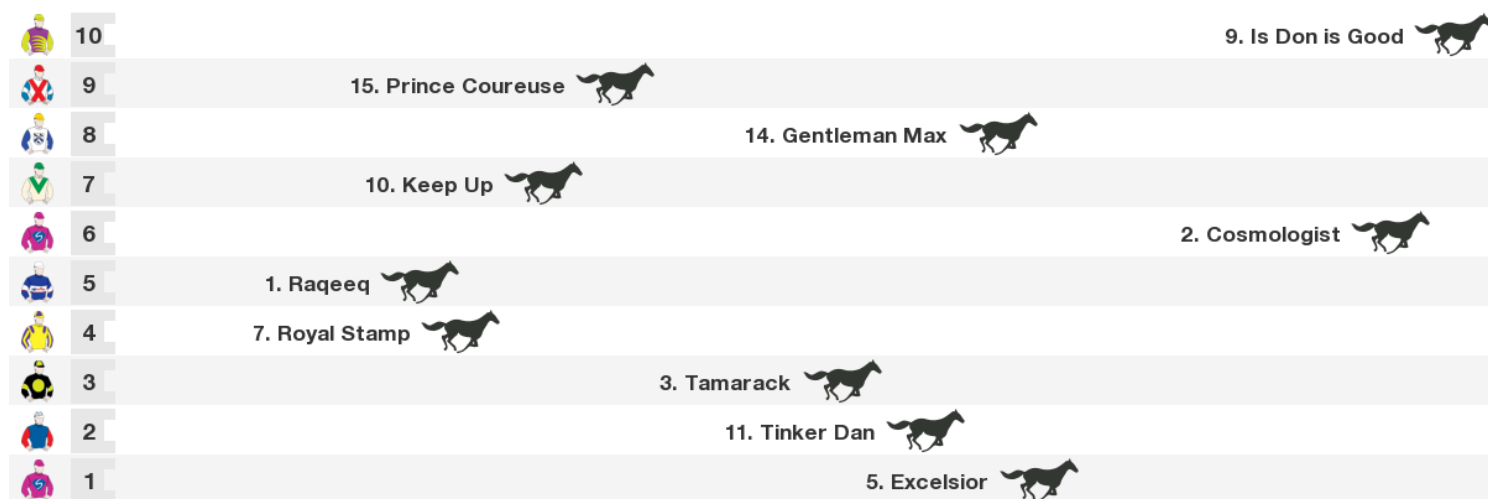 10 9. Is Don is Good
9 15. Prince Coureuse
8 14. Gentleman Max
7 10. Keep Up
6 2. Cosmologist
5 1. Raqeeq
4 7. Royal Stamp
3 3. Tamarack
2 11. Tinker Dan
1 5. Excelsior